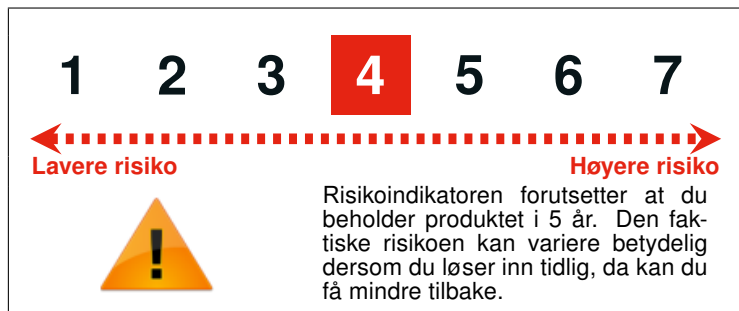 1 2 3 4 5 6 7
Lavere risiko Høyere risiko
Risikoindikatoren forutsetter at du
beholder produktet i 5 år. Den fak-
tiske risikoen kan variere betydelig
dersom du løser inn tidlig, da kan du
få mindre tilbake.